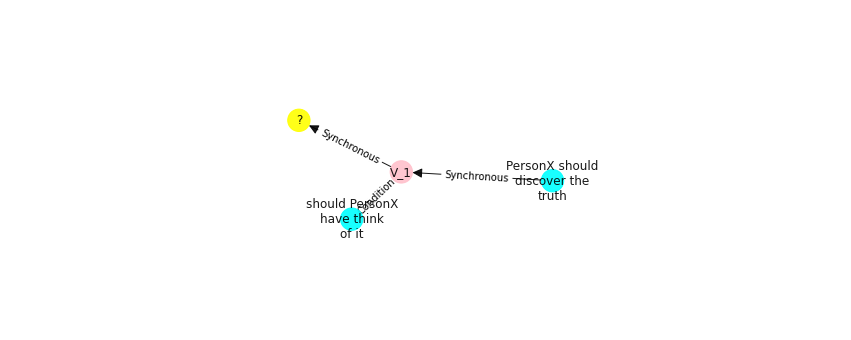 ?
Synchronous
V_1
Synchronous
PersonX should
discover the
truth
Condition
should PersonX
have think
of it